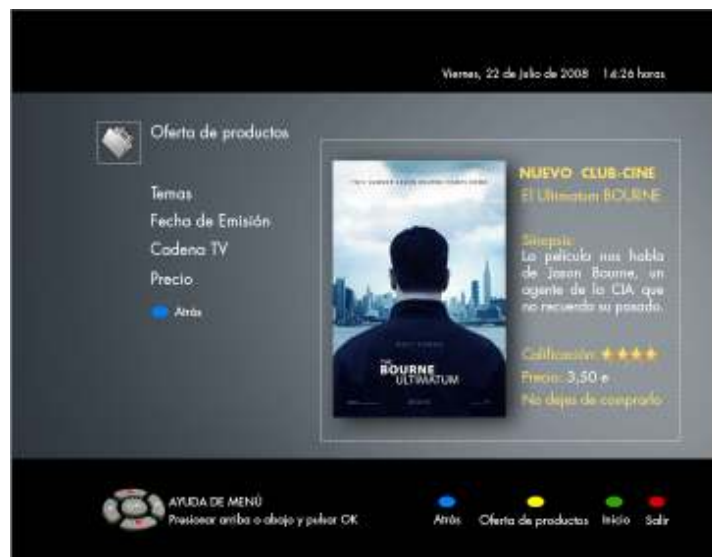 Viernes, 22 de Julio de 2008 14:26 horas
Oferta de productos
Temas
Fecha de Emisión
Cadena TV
Precio
Atrás
THE
BOURNE
ULTIMATUM
NUEVO CLUB-CINE
El Ultimatum BOURNE
Sinopsis:
La película nos habla
de Jason Bourne, un
agente de la CIA que
no recuerda su pasado.
Calificación:
Precio: 3,50 e
No dejes de comprarlo
AYUDA DE MENÚ
Presionar arriba o abajo y pulsar OK
Atrás Oferta de productos Inicio Salir